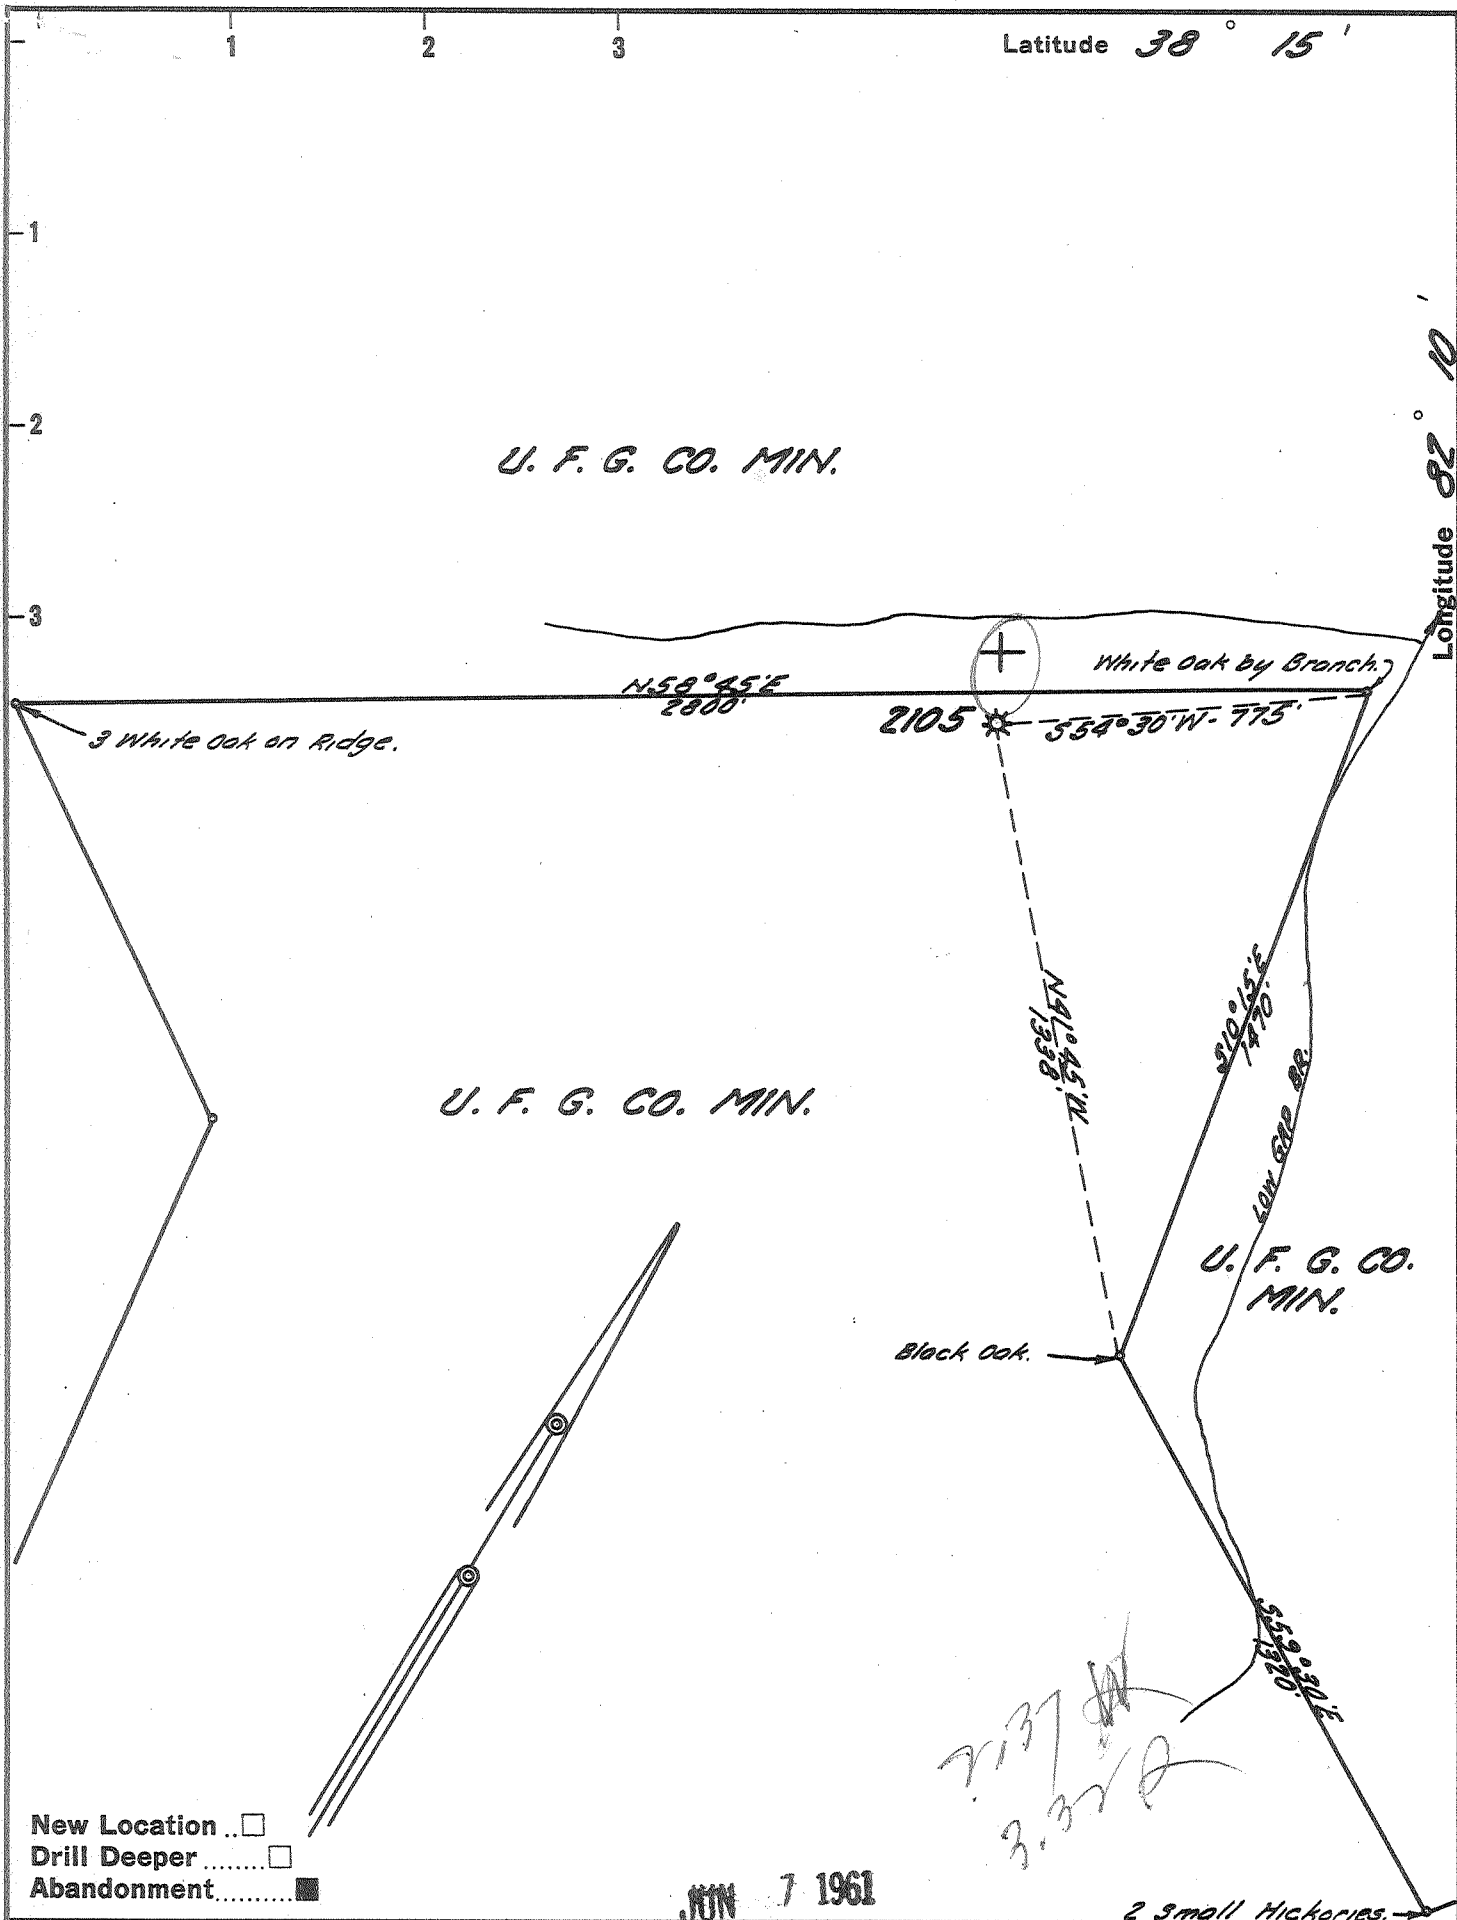 1 2 3
Latitude 38° 15'
1
2
3
Longitude 82° 10'
U. F. G. CO. MIN.
White Oak by Branch.
N58°45'E
2800'
3 White Oak on Ridge.
2105
S54°30'W - 775'
N41°45'W
1338'
S10°15'E
1470'
LOW GAP BR.
U. F. G. CO. MIN.
U. F. G. CO.
MIN.
Black Oak.
S59°30'E
1320'
New Location ..
Drill Deeper ........
Abandonment..........
JUN 7 1961
2 Small Hickories.